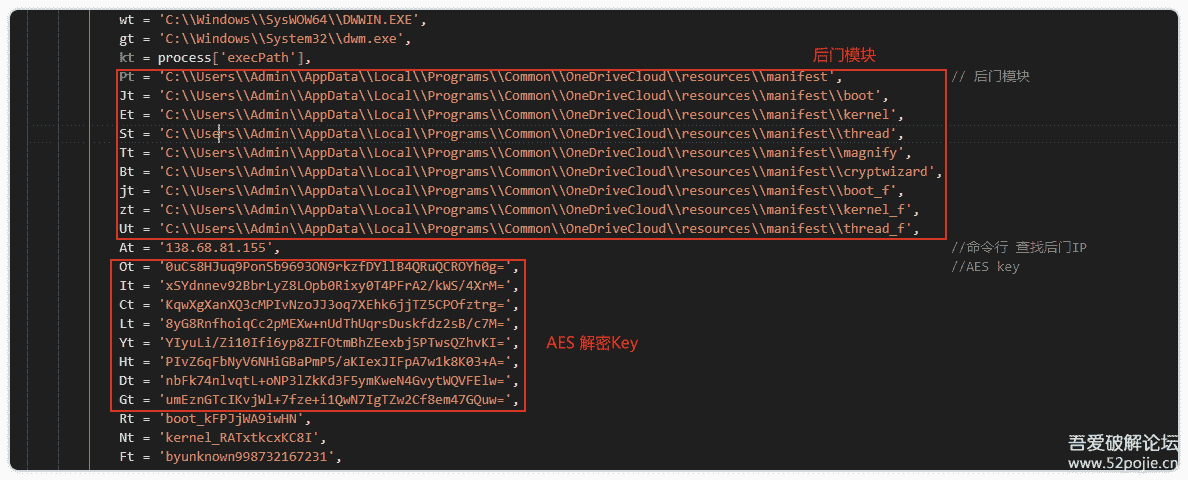 wt = 'C:\\Windows\\SysWOW64\\DWWIN.EXE',
gt = 'C:\\Windows\\System32\\dwm.exe',
kt = process['execPath'],
后门模块
Pt = 'C:\\Users\\Admin\\AppData\\Local\\Programs\\Common\\OneDriveCloud\\resources\\manifest', // 后门模块
Jt = 'C:\\Users\\Admin\\AppData\\Local\\Programs\\Common\\OneDriveCloud\\resources\\manifest\\boot',
Et = 'C:\\Users\\Admin\\AppData\\Local\\Programs\\Common\\OneDriveCloud\\resources\\manifest\\kernel',
St = 'C:\\Users\\Admin\\AppData\\Local\\Programs\\Common\\OneDriveCloud\\resources\\manifest\\thread',
Tt = 'C:\\Users\\Admin\\AppData\\Local\\Programs\\Common\\OneDriveCloud\\resources\\manifest\\magnify',
Bt = 'C:\\Users\\Admin\\AppData\\Local\\Programs\\Common\\OneDriveCloud\\resources\\manifest\\cryptwizard',
jt = 'C:\\Users\\Admin\\AppData\\Local\\Programs\\Common\\OneDriveCloud\\resources\\manifest\\boot_f',
zt = 'C:\\Users\\Admin\\AppData\\Local\\Programs\\Common\\OneDriveCloud\\resources\\manifest\\kernel_f',
Ut = 'C:\\Users\\Admin\\AppData\\Local\\Programs\\Common\\OneDriveCloud\\resources\\manifest\\thread_f',
At = '138.68.81.155', //命令行 查找后门IP
Ot = '0uCs8HJuq9PonSb9693ON9rkzfDYllB4QRuQCROYh0g=', //AES key
It = 'xSYdnnev92BbrLyZ8LOpb0Rixy0T4PFrA2/kWS/4XrM=',
Ct = 'KqwXgXanXQ3cMPIvNzoJJ3oq7XEhk6jjTZ5CPOfztrg=',
Lt = '8yG8RnfhoiqCc2pMEXw+nUdThUqrsDuskfdz2sB/c7M=',
Yt = 'YIyuLi/Zi10Ifi6yp8ZIFOtmBhZEexbj5PTwsQZhvKI=',
AES 解密Key
Ht = 'PIvZ6qFbNyV6NHiGBaPmP5/aKIexJIFpA7w1k8K03+A=',
Dt = 'nbFk74nlvqtL+oNP3lZkKd3F5ymKweN4GvytWQVFElw=',
Gt = 'umEznGTcIKvjWl+7fze+i1QwN7IgTZw2Cf8em47GQuw=',
Rt = 'boot_kFPJjWA9iwHN',
Nt = 'kernel_RATxtkcxKC8I',
Ft = 'byunknown998732167231',
吾爱破解论坛
www.52pojie.cn